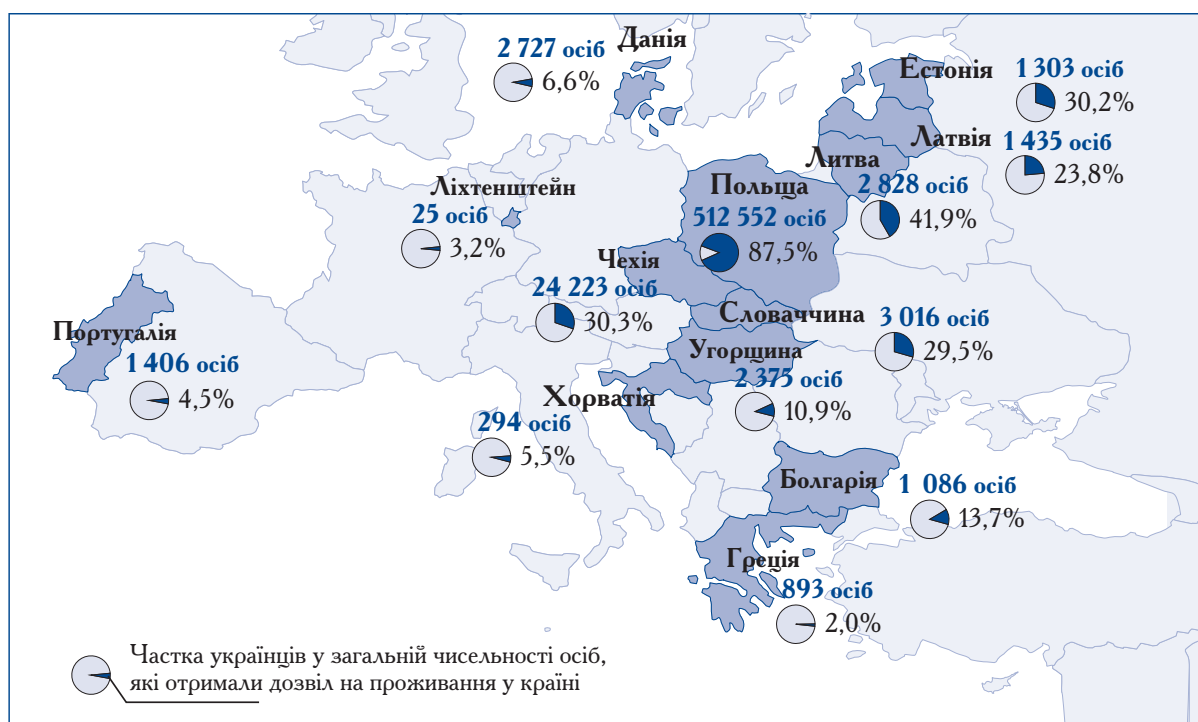 Данія
2 727 осіб
6,6%
Естонія
1 303 осіб
30,2%
Латвія
1 435 осіб
23,8%
Литва
2 828 осіб
41,9%
Польща
512 552 осіб
87,5%
Ліхтенштейн
25 осіб
3,2%
Чехія
24 223 осіб
30,3%
Словаччина
3 016 осіб
29,5%
Португалія
1 406 осіб
4,5%
Угорщина
2 375 осіб
10,9%
Хорватія
294 осіб
5,5%
Болгарія
1 086 осіб
13,7%
Греція
893 осіб
2,0%
Частка українців у загальній чисельності осіб,
які отримали дозвіл на проживання у країні